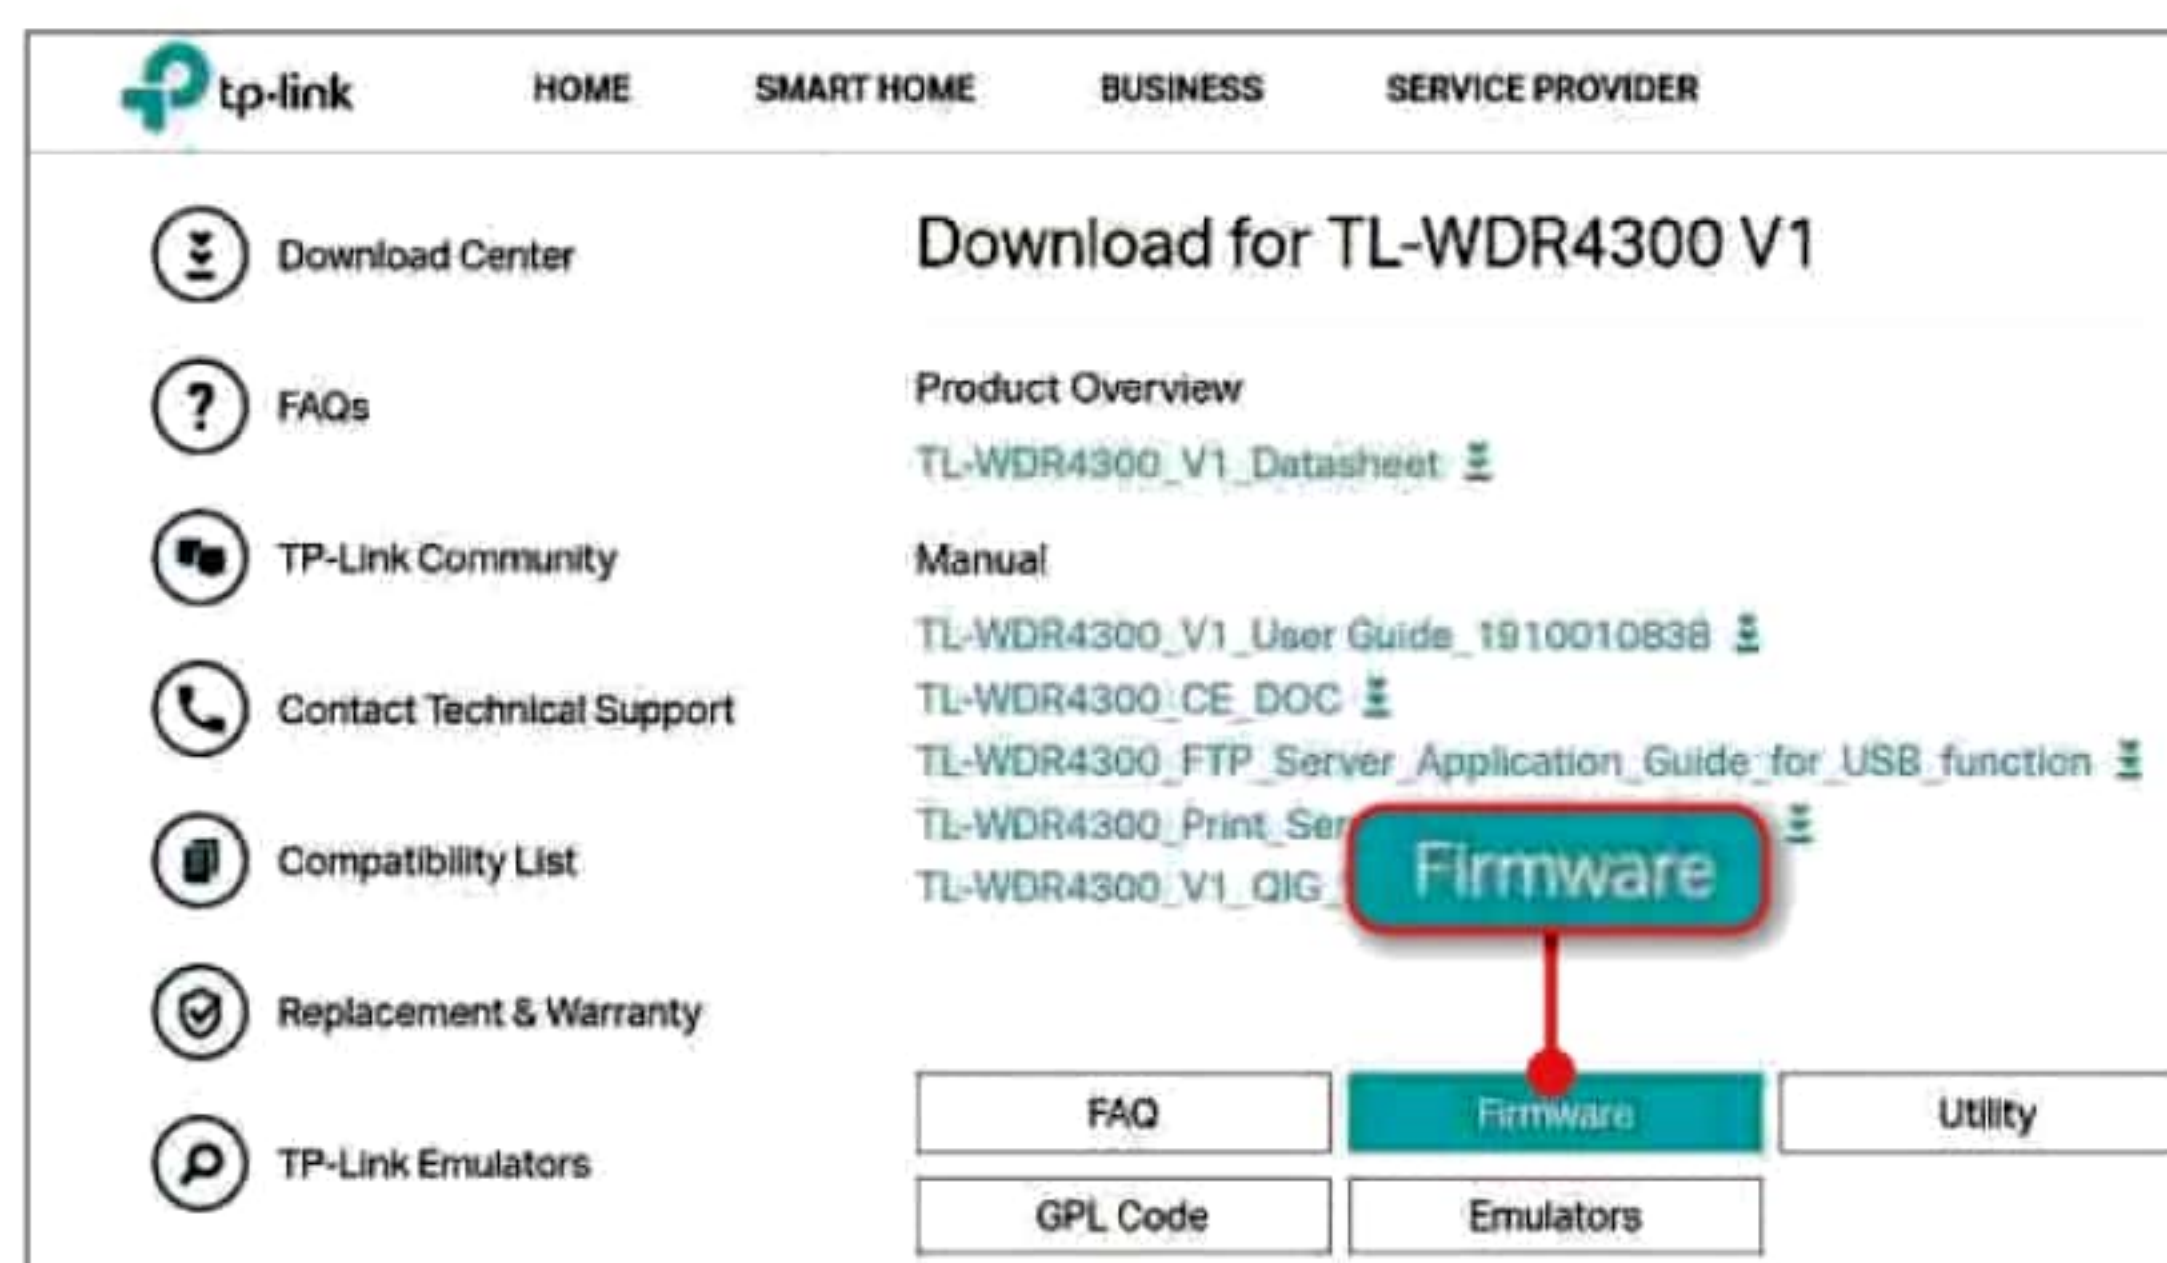 tp-link HOME SMART HOME BUSINESS SERVICE PROVIDER
Download Center
FAQs
TP-Link Community
Contact Technical Support
Compatibility List
Replacement & Warranty
TP-Link Emulators
Download for TL-WDR4300 V1
Product Overview
TL-WDR4300_V1_Datasheet
Manual
TL-WDR4300_V1_User Guide_1910010838
TL-WDR4300_CE_DOC
TL-WDR4300_FTP_Server_Application_Guide_for_USB_function
TL-WDR4300_Print_Ser
TL-WDR4300_V1_QIG_
Firmware
FAQ Firmware Utility
GPL Code Emulators